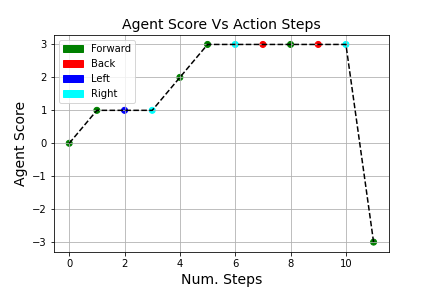 Agent Score Vs Action Steps
Forward
Back
Left
Right
3
2
1
0
−1
−2
−3
Agent Score
0 2 4 6 8 10
Num. Steps